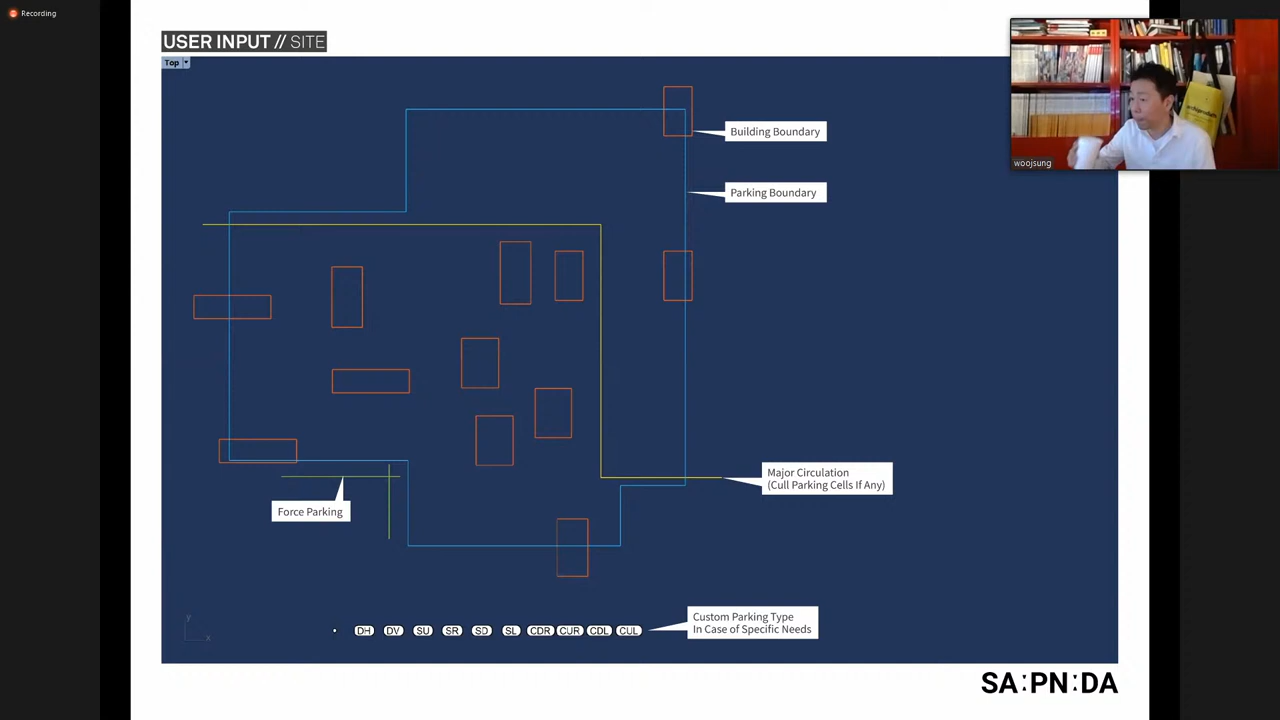 Recording
USER INPUT // SITE
Top
Building Boundary
Parking Boundary
woojsung
Major Circulation
(Cull Parking Cells If Any)
Force Parking
Custom Parking Type
In Case of Specific Needs
DH DV SU SR SD SL CDR CUR CDL CUL
y
x
SA:PN:DA